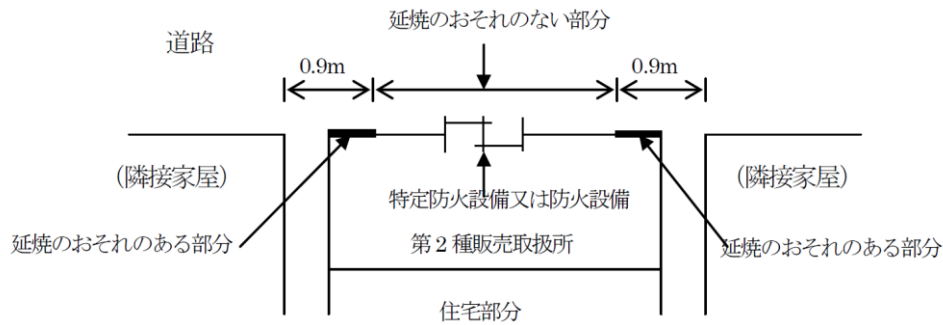 延焼のおそれのない部分
道路
0.9m
0.9m
（隣接家屋）
（隣接家屋）
特定防火設備又は防火設備
延焼のおそれのある部分
第２種販売取扱所
延焼のおそれのある部分
住宅部分